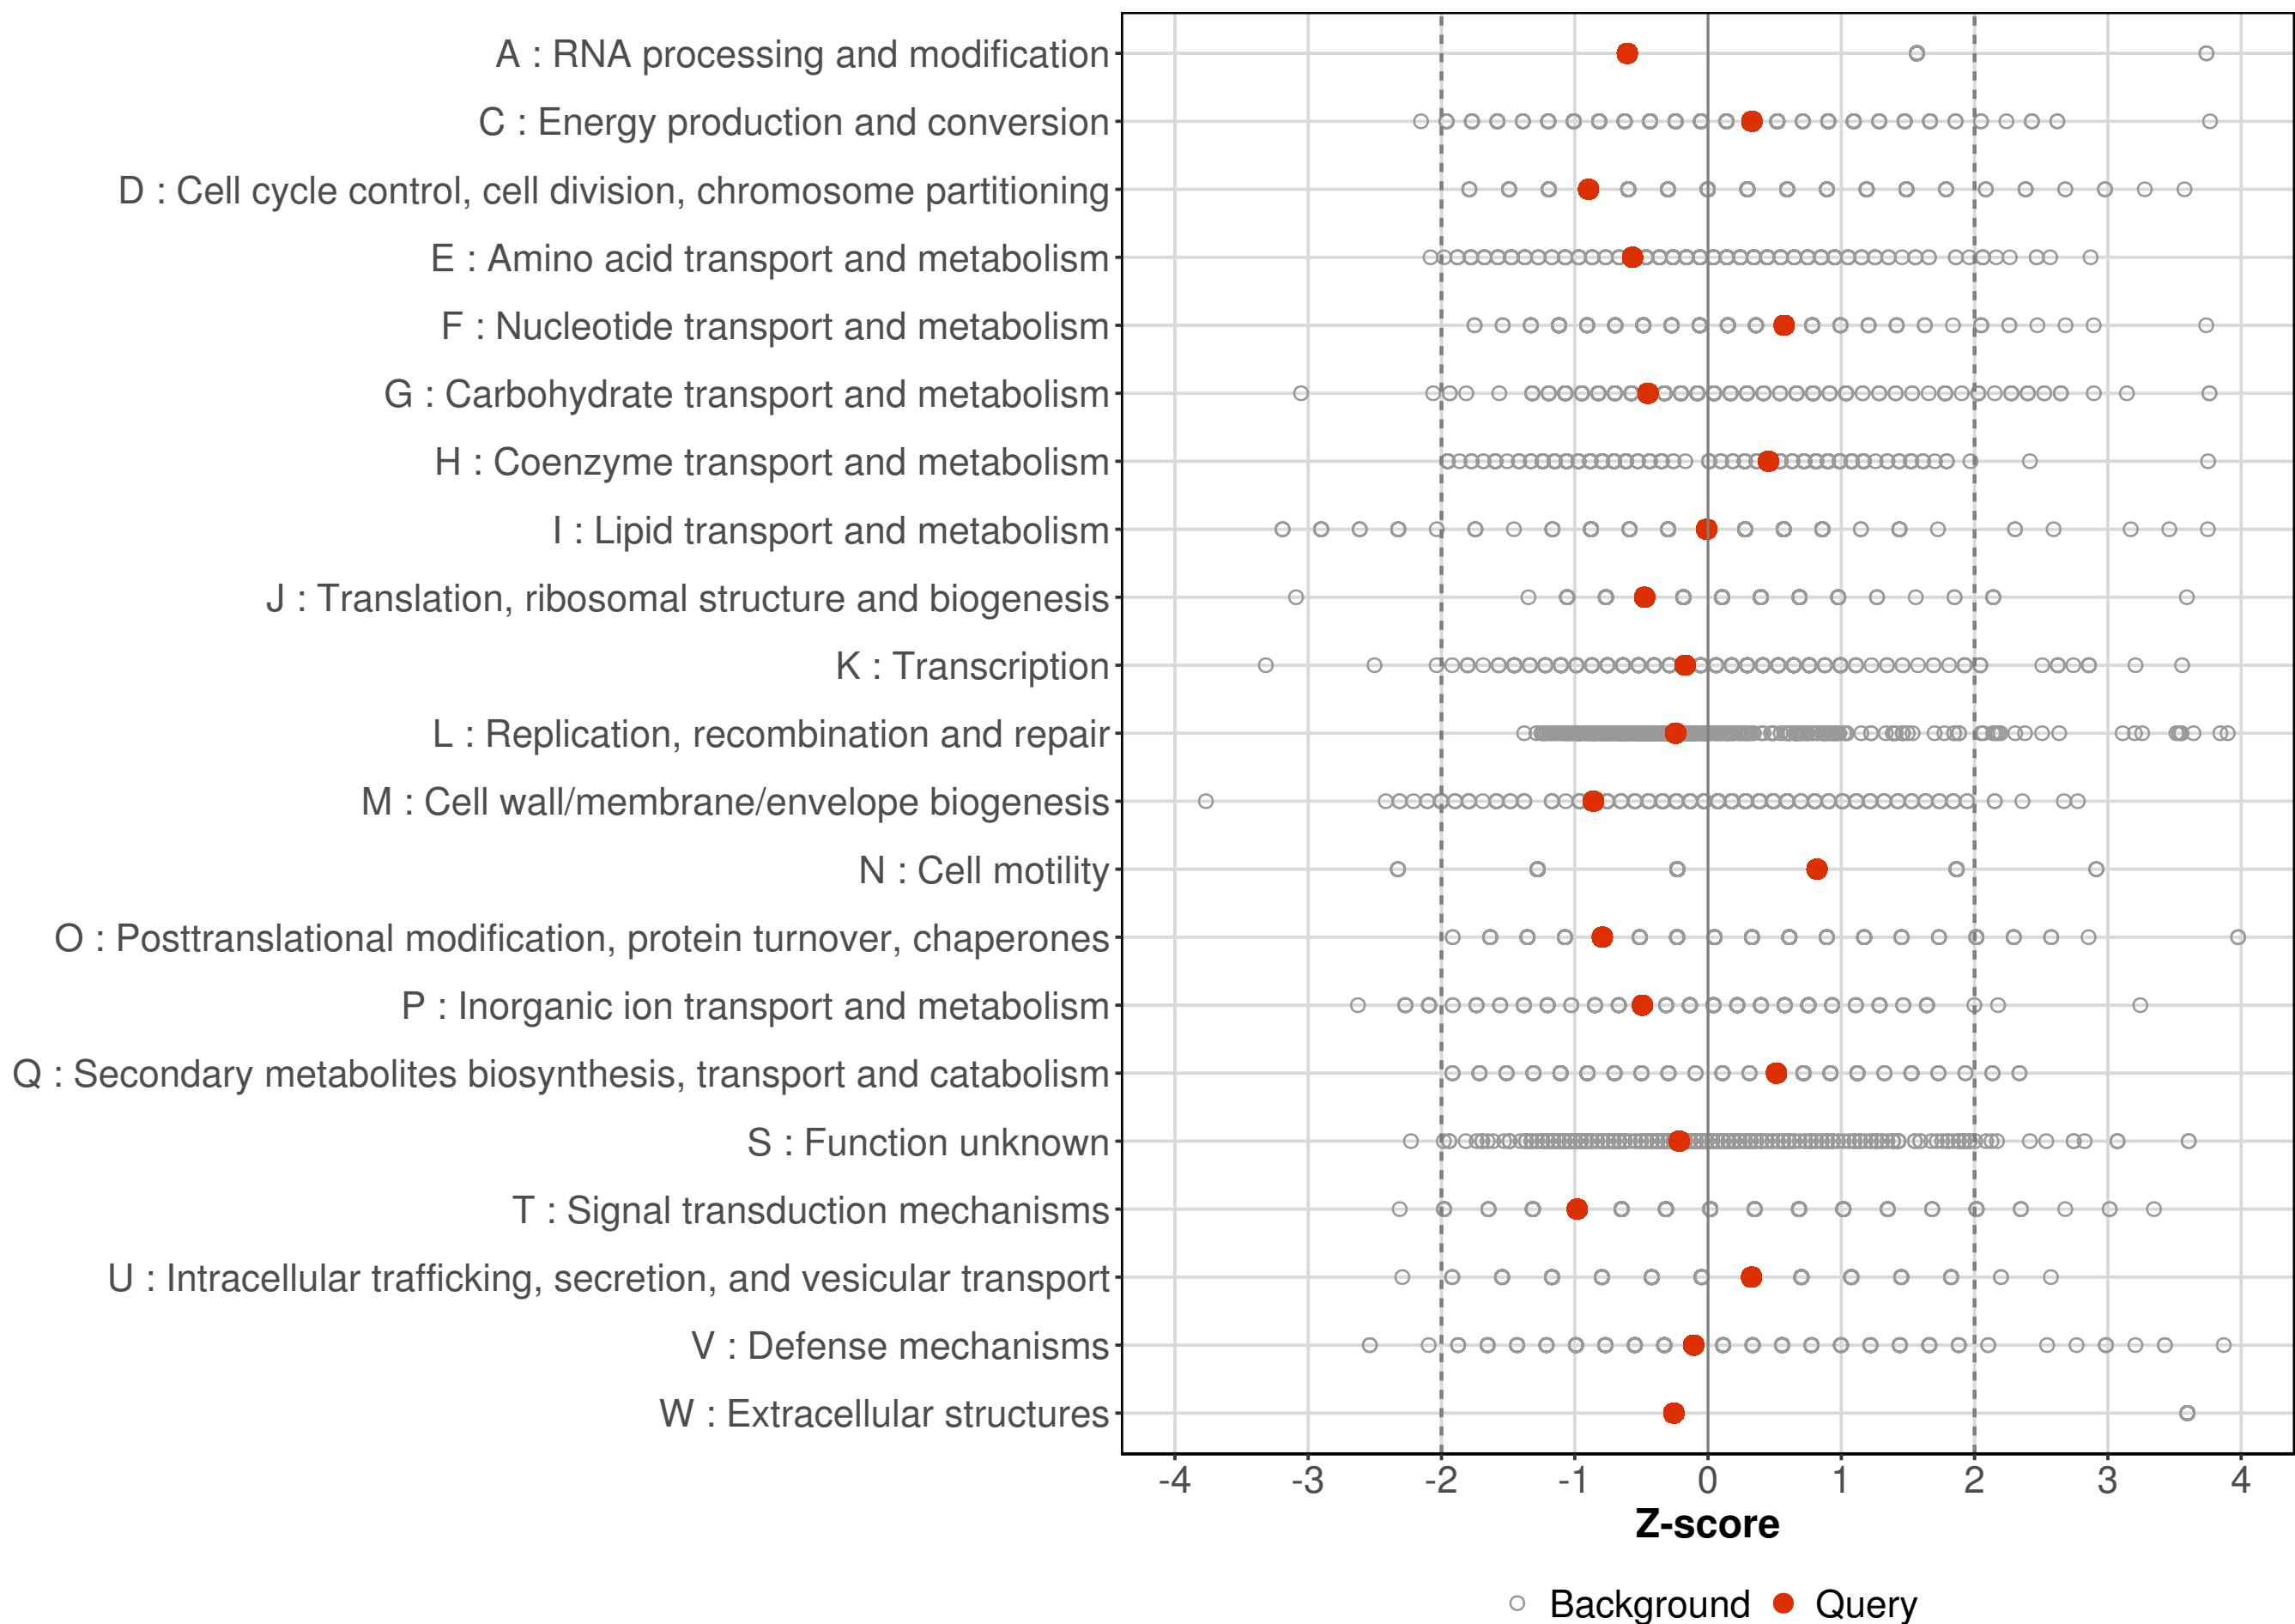 A : RNA processing and modification
C : Energy production and conversion
D : Cell cycle control, cell division, chromosome partitioning
E : Amino acid transport and metabolism
F : Nucleotide transport and metabolism
G : Carbohydrate transport and metabolism
H : Coenzyme transport and metabolism
I : Lipid transport and metabolism
J : Translation, ribosomal structure and biogenesis
K : Transcription
L : Replication, recombination and repair
M : Cell wall/membrane/envelope biogenesis
N : Cell motility
O : Posttranslational modification, protein turnover, chaperones
P : Inorganic ion transport and metabolism
Q : Secondary metabolites biosynthesis, transport and catabolism
S : Function unknown
T : Signal transduction mechanisms
U : Intracellular trafficking, secretion, and vesicular transport
V : Defense mechanisms
W : Extracellular structures
-4 -3 -2 -1 0 1 2 3 4
Z-score
Background Query